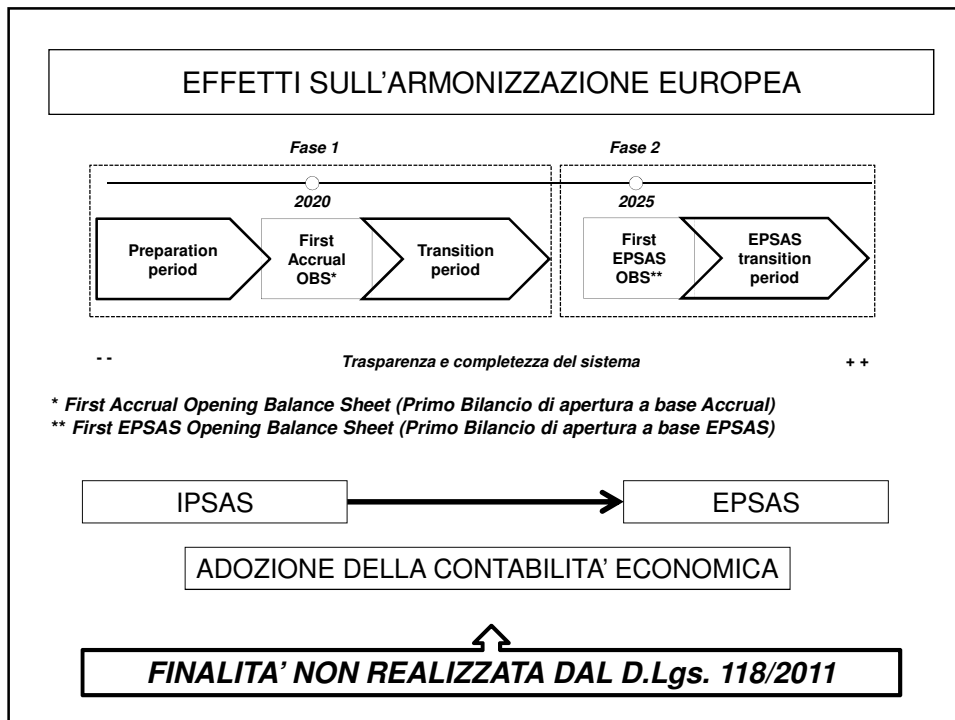 EFFETTI SULL'ARMONIZZAZIONE EUROPEA
Fase 1
Fase 2
2020
2025
Preparation
period
First
Accrual
OBS*
Transition
period
First
EPSAS
OBS**
EPSAS
transition
period
- -
Trasparenza e completezza del sistema
+ +
* First Accrual Opening Balance Sheet (Primo Bilancio di apertura a base Accrual)
** First EPSAS Opening Balance Sheet (Primo Bilancio di apertura a base EPSAS)
IPSAS
EPSAS
ADOZIONE DELLA CONTABILITA' ECONOMICA
FINALITA' NON REALIZZATA DAL D.Lgs. 118/2011